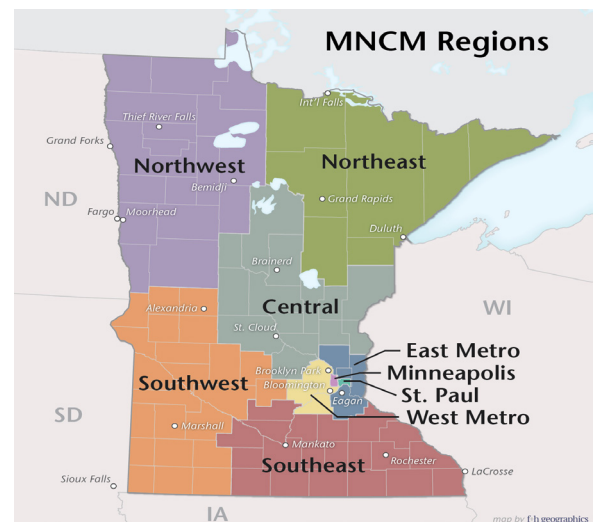 MNCM Regions
Int'l Falls
Thief River Falls
Grand Forks
Northwest
Northeast
Bemidji
ND
Grand Rapids
Fargo
Moorhead
Duluth
Brainerd
Central
WI
Alexandria
St. Cloud
East Metro
Brooklyn Park
Minneapolis
Southwest
Bloomington
St. Paul
Eagan
West Metro
SD
Marshall
Mankato
Southeast
Rochester
LaCrosse
Sioux Falls
IA
map by f-h geographics